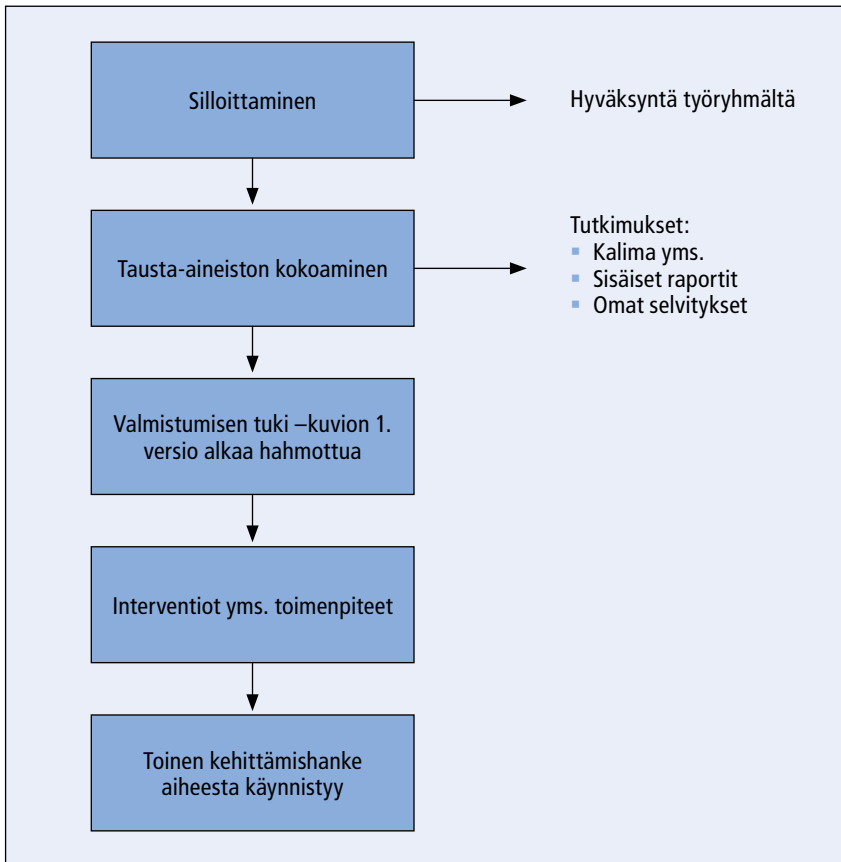 Silloittaminen
Hyväksyntä työryhmältä
Tausta-aineiston kokoaminen
Tutkimukset:
Kalima yms.
Sisäiset raportit
Omat selvitykset
Valmistumisen tuki –kuvion 1.
versio alkaa hahmottua
Interventiot yms. toimenpiteet
Toinen kehittämishanke
aiheesta käynnistyy